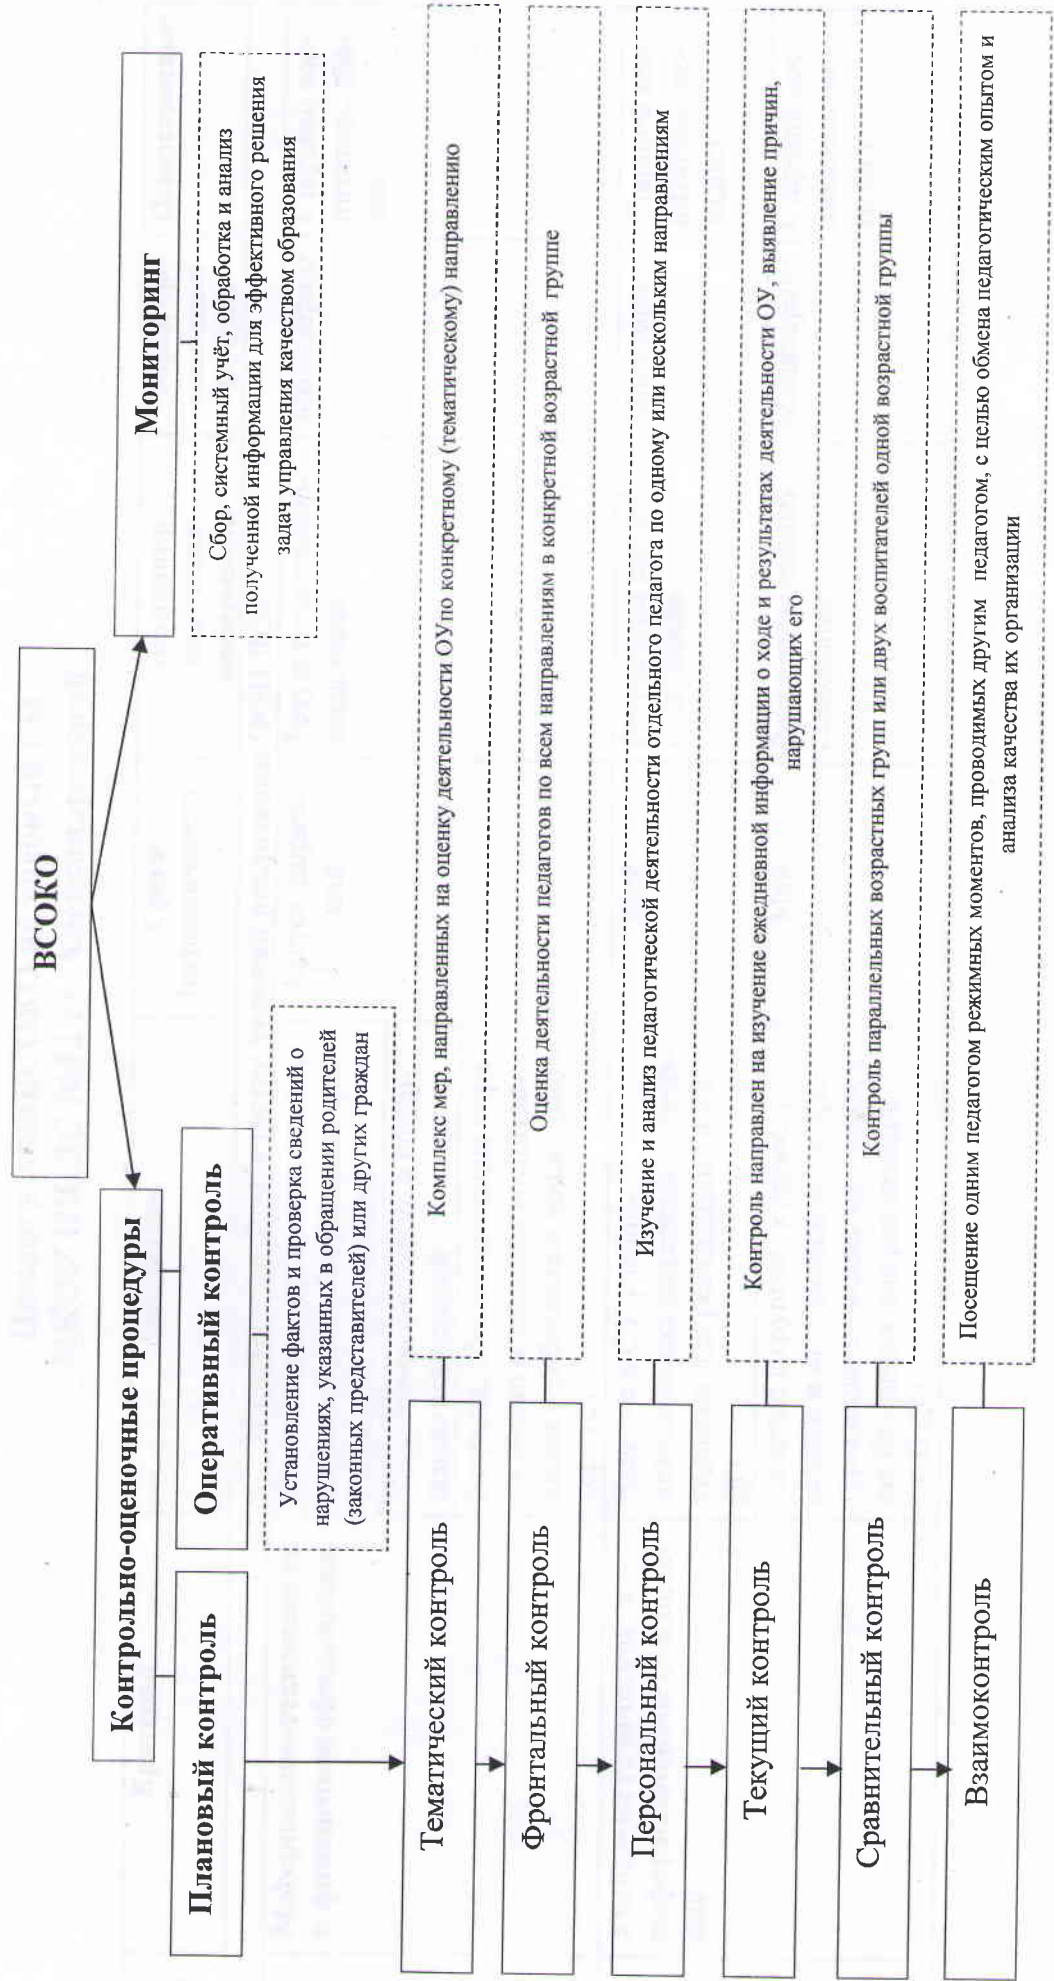 ВСОКО
Контрольно-оценочные процедуры
Мониторинг
Плановый контроль
Оперативный контроль
Сбор, системный учёт, обработка и анализ
полученной информации для эффективного решения
задач управления качеством образования
Установление фактов и проверка сведений о
нарушениях, указанных в обращении родителей
(законных представителей) или других граждан
Тематический контроль
Комплекс мер, направленных на оценку деятельности ОУпо конкретному (тематическому) направлению
Фронтальный контроль
Оценка деятельности педагогов по всем направлениям в конкретной возрастной группе
Персональный контроль
Изучение и анализ педагогической деятельности отдельного педагога по одному или нескольким направлениям
Текущий контроль
Контроль направлен на изучение ежедневной информации о ходе и результатах деятельности ОУ, выявление причин,
нарушающих его
Сравнительный контроль
Контроль параллельных возрастных групп или двух воспитателей одной возрастной группы
Взаимоконтроль
Посещение одним педагогом режимных моментов, проводимых другим педагогом, с целью обмена педагогическим опытом и
анализа качества их организации